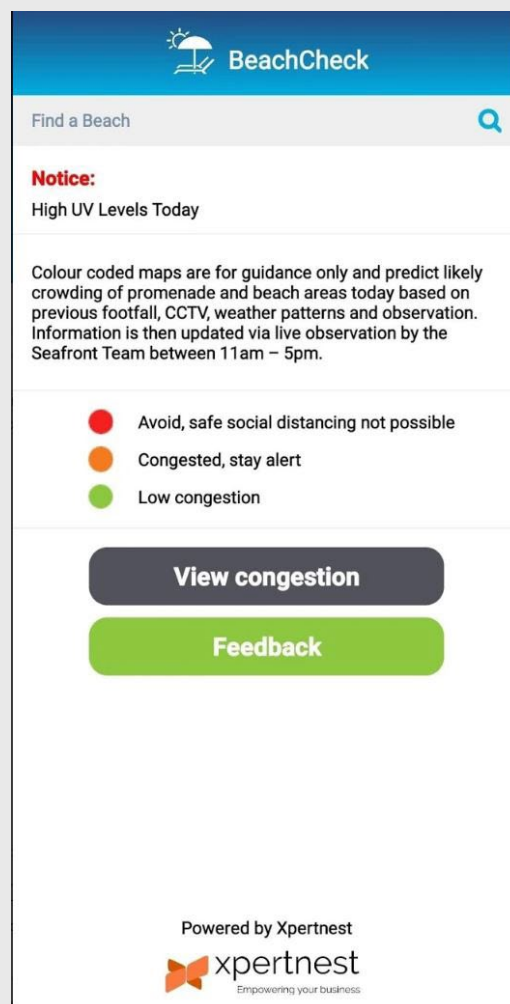 BeachCheck
Find a Beach
Notice:
High UV Levels Today
Colour coded maps are for guidance only and predict likely
crowding of promenade and beach areas today based on
previous footfall, CCTV, weather patterns and observation.
Information is then updated via live observation by the
Seafront Team between 11am – 5pm.
Avoid, safe social distancing not possible
Congested, stay alert
Low congestion
View congestion
Feedback
Powered by Xpertnest
xpertnest
Empowering your business